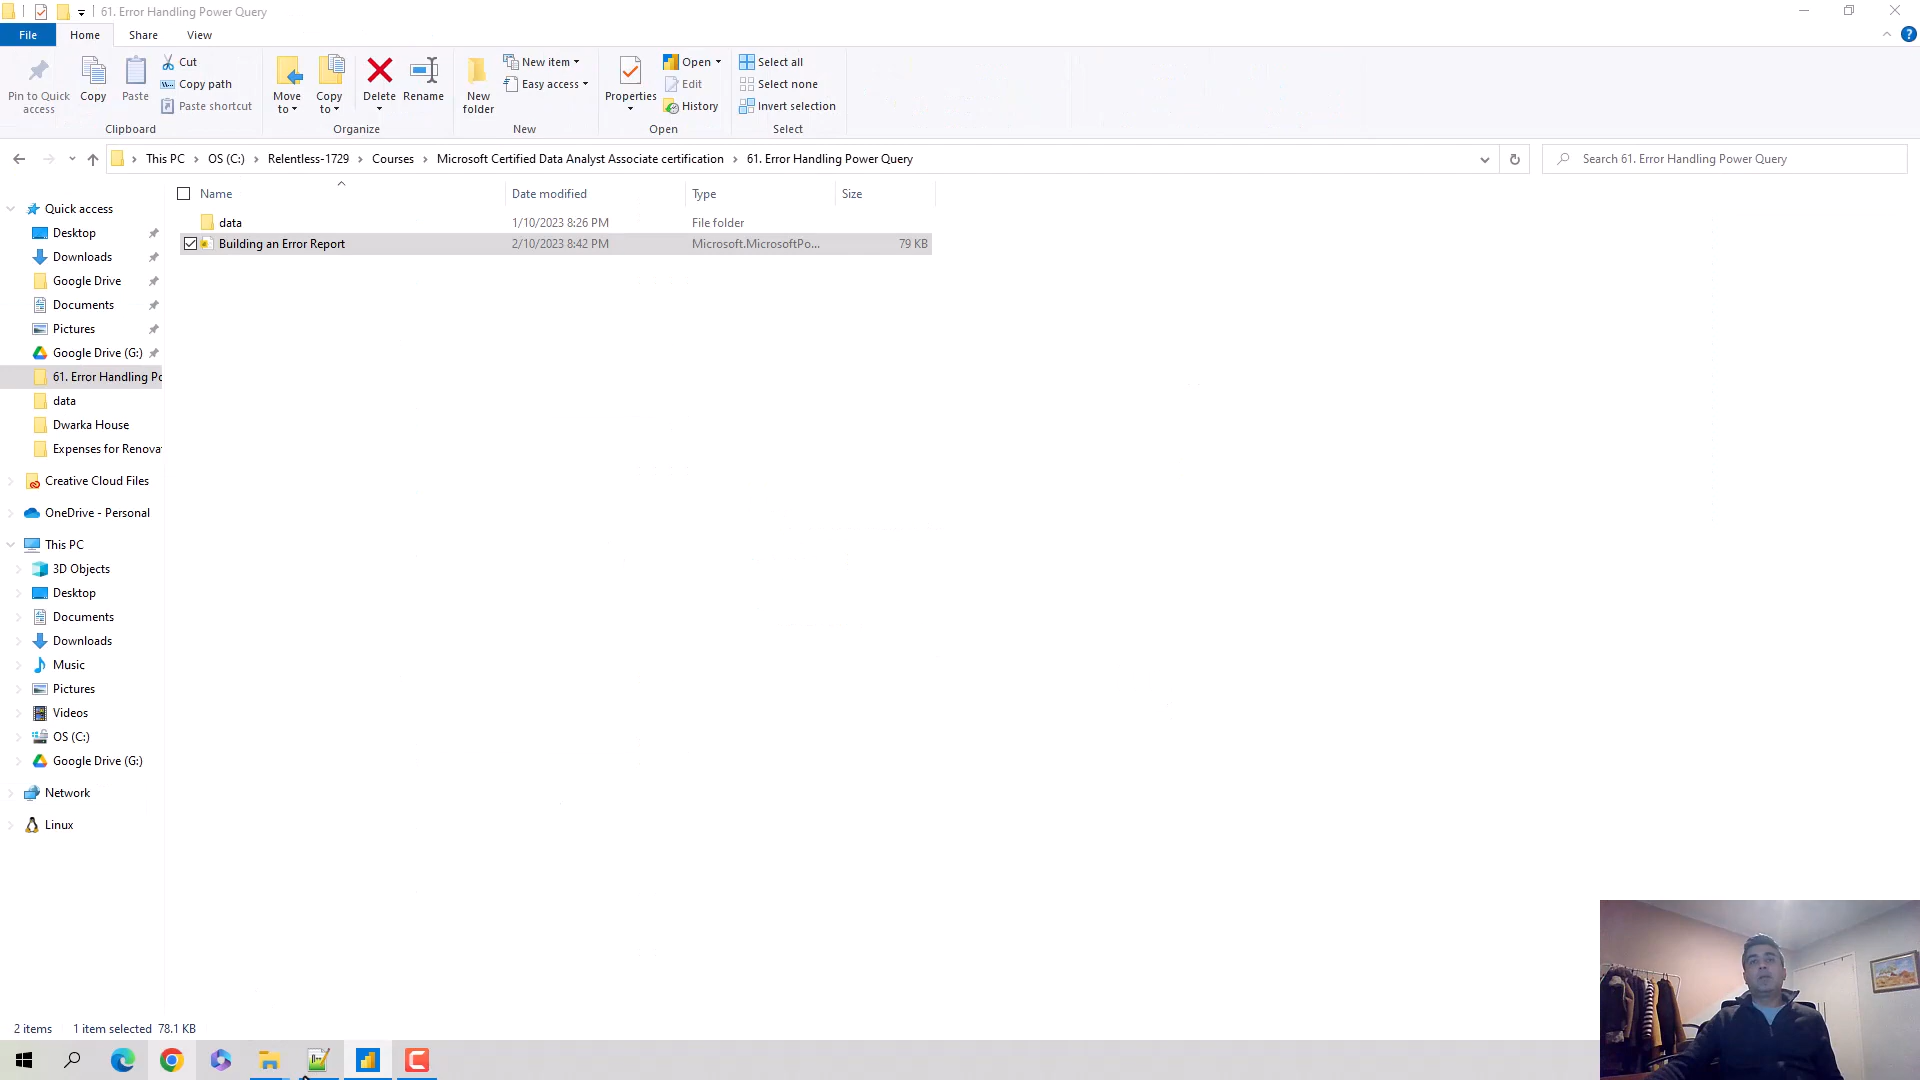 61. Error Handling Power Query
File Home Share View
Pin to Quick access
Copy
Paste
Cut
Copy path
Paste shortcut
Clipboard
Move to
Copy to
Delete
Rename
Organize
New folder
New item
Easy access
New
Properties
Open
Edit
History
Open
Select all
Select none
Invert selection
Select
This PC > OS (C:) > Relentless-1729 > Courses > Microsoft Certified Data Analyst Associate certification > 61. Error Handling Power Query
Search 61. Error Handling Power Query
Name Date modified Type Size
data 1/10/2023 8:26 PM File folder
Building an Error Report 2/10/2023 8:42 PM Microsoft.MicrosoftPo... 79 KB
Quick access
Desktop
Downloads
Google Drive
Documents
Pictures
Google Drive (G:)
61. Error Handling Po
data
Dwarka House
Expenses for Renova
Creative Cloud Files
OneDrive - Personal
This PC
3D Objects
Desktop
Documents
Downloads
Music
Pictures
Videos
OS (C:)
Google Drive (G:)
Network
Linux
2 items 1 item selected 78.1 KB